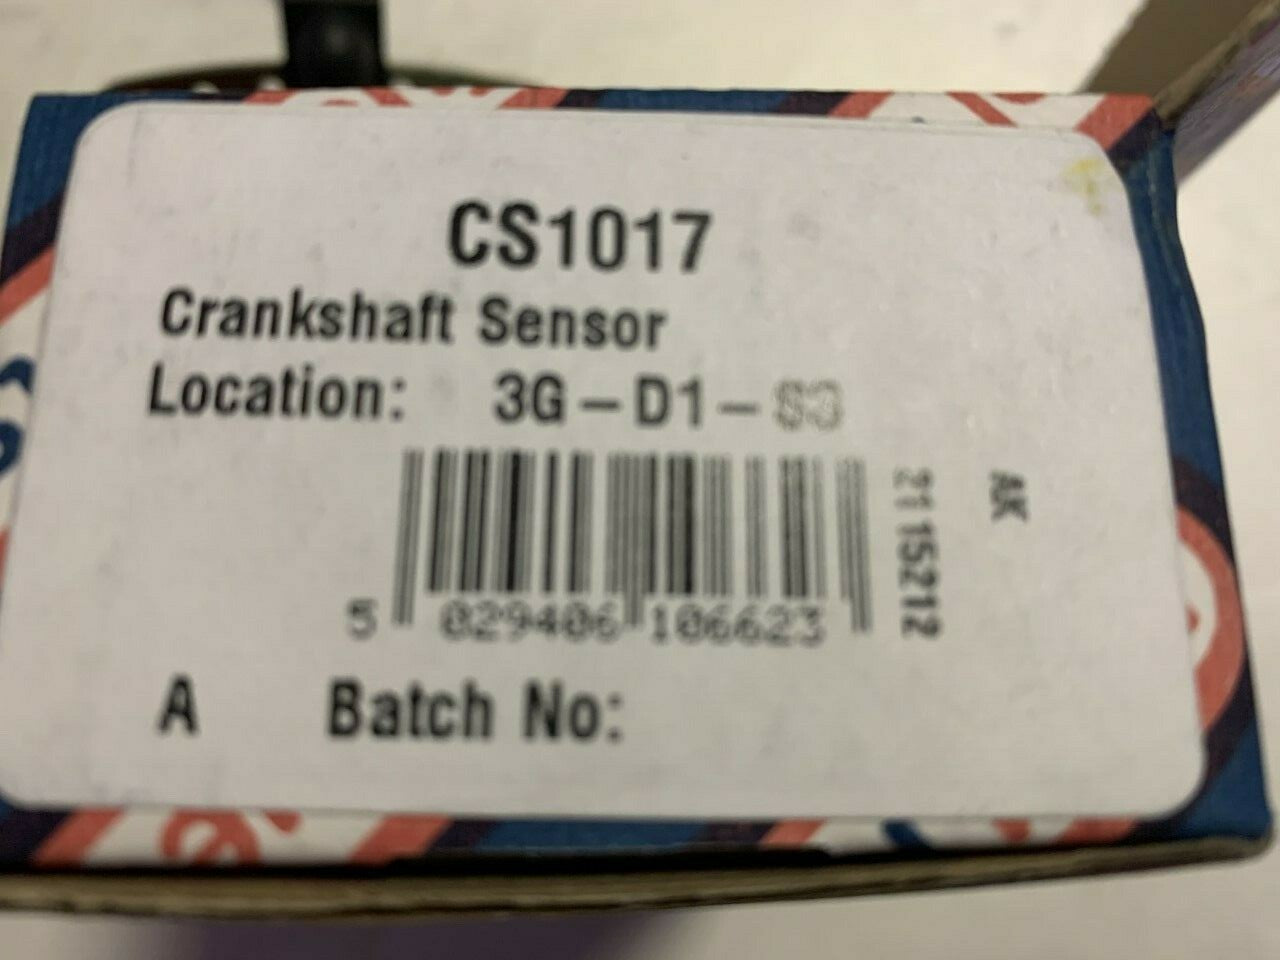 CS1017
Crankshaft Sensor
Location: 3G-D1-S3
5 029406 106623
2115212
AK
A Batch No: